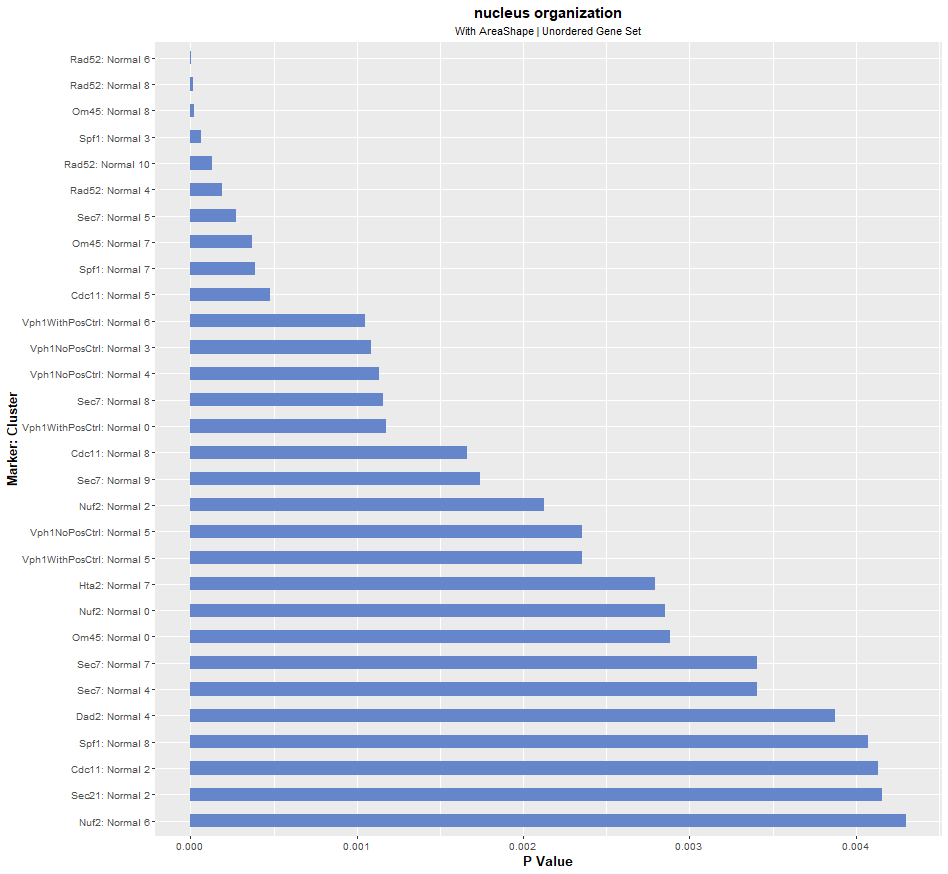 nucleus organization
With AreaShape | Unordered Gene Set
Marker: Cluster
Rad52: Normal 6
Rad52: Normal 8
Om45: Normal 8
Spf1: Normal 3
Rad52: Normal 10
Rad52: Normal 4
Sec7: Normal 5
Om45: Normal 7
Spf1: Normal 7
Cdc11: Normal 5
Vph1WithPosCtrl: Normal 6
Vph1NoPosCtrl: Normal 3
Vph1NoPosCtrl: Normal 4
Sec7: Normal 8
Vph1WithPosCtrl: Normal 0
Cdc11: Normal 8
Sec7: Normal 9
Nuf2: Normal 2
Vph1NoPosCtrl: Normal 5
Vph1WithPosCtrl: Normal 5
Hta2: Normal 7
Nuf2: Normal 0
Om45: Normal 0
Sec7: Normal 7
Sec7: Normal 4
Dad2: Normal 4
Spf1: Normal 8
Cdc11: Normal 2
Sec21: Normal 2
Nuf2: Normal 6
0.000 0.001 0.002 0.003 0.004
P Value